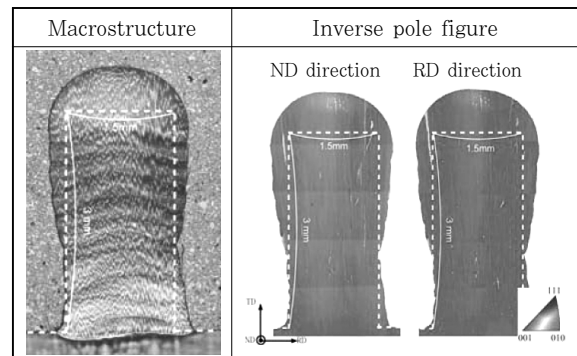 Macrostructure
Inverse pole figure
ND direction
RD direction
1.5mm
3 mm
1.5mm
3 mm
1.5mm
3 mm
TD
ND
RD
111
001
010